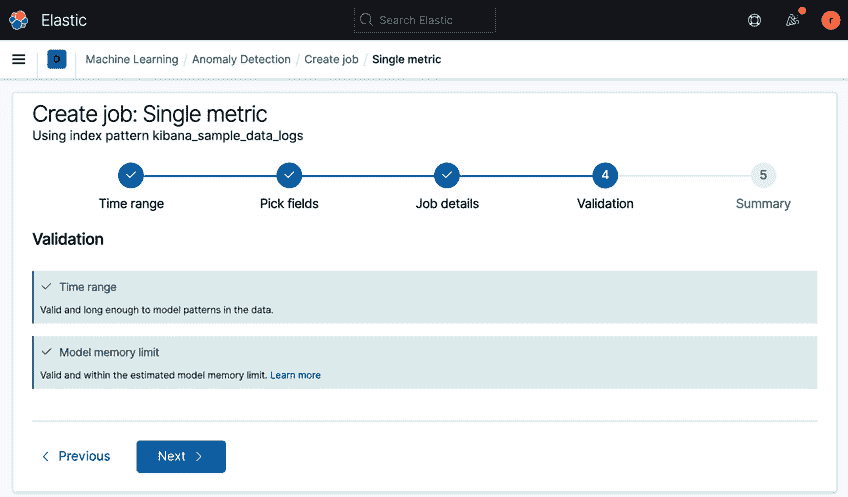 Elastic
Search Elastic
r
D
Machine Learning / Anomaly Detection / Create job / Single metric
Create job: Single metric
Using index pattern kibana_sample_data_logs
4
5
Time range
Pick fields
Job details
Validation
Summary
Validation
Time range
Valid and long enough to model patterns in the data.
Model memory limit
Valid and within the estimated model memory limit. Learn more
Previous
Next